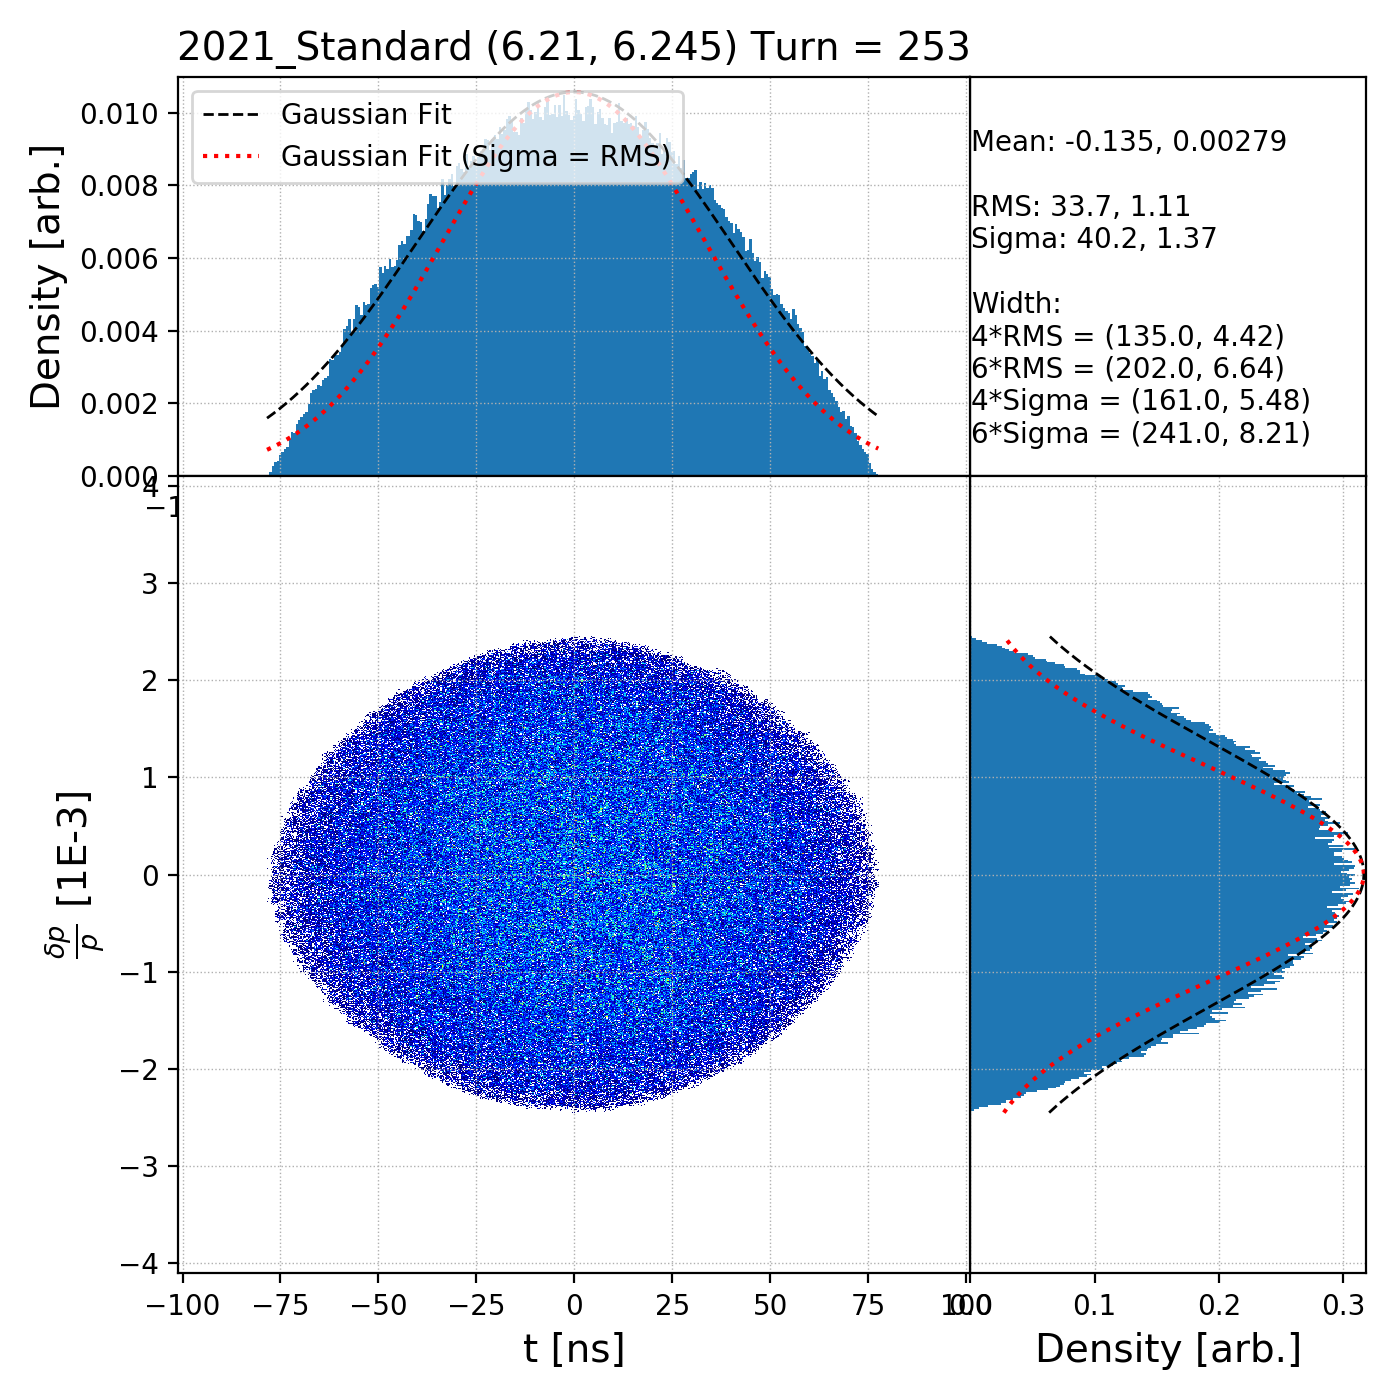 2021_Standard (6.21, 6.245) Turn = 253
Density [arb.]
0.010
0.008
0.006
0.004
0.002
0.000
Gaussian Fit
Gaussian Fit (Sigma = RMS)
Mean: -0.135, 0.00279
RMS: 33.7, 1.11
Sigma: 40.2, 1.37
Width:
4*RMS = (135.0, 4.42)
6*RMS = (202.0, 6.64)
4*Sigma = (161.0, 5.48)
6*Sigma = (241.0, 8.21)
−1
δp/p [1E-3]
4
3
2
1
0
−1
−2
−3
−4
−100 −75 −50 −25 0 25 50 75 100
t [ns]
0.0 0.1 0.2 0.3
Density [arb.]